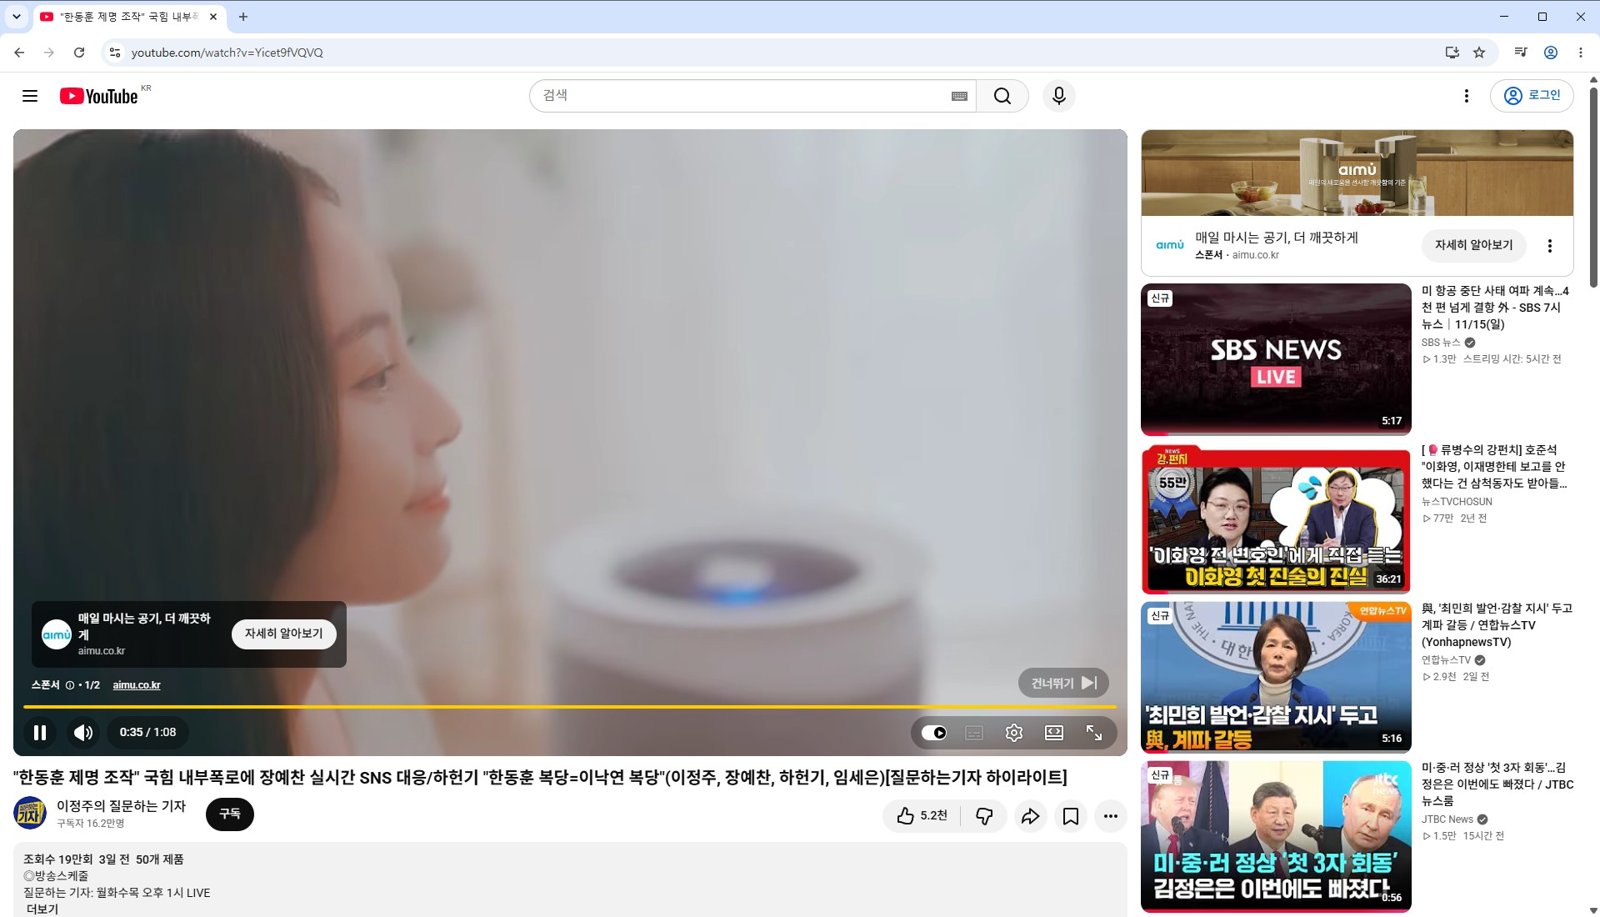 "한동훈 제명 조작" 국힘 내부폭
youtube.com/watch?v=Yicet9fVQVQ
YouTube KR
검색
로그인
매일 마시는 공기, 더 깨끗하게
aimu.co.kr
자세히 알아보기
스폰서 · 1/2 aimu.co.kr
건너뛰기
0:35 / 1:08
"한동훈 제명 조작" 국힘 내부폭로에 장예찬 실시간 SNS 대응/하헌기 "한동훈 복당=이낙연 복당"(이정주, 장예찬, 하헌기, 임세은)[질문하는기자 하이라이트]
이정주의 질문하는 기자
구독자 16.2만명
구독
5.2천
조회수 19만회 3일 전 50개 제품
◎방송스케줄
질문하는 기자: 월화수목 오후 1시 LIVE
더보기
aimu
매일 마시는 공기, 더 깨끗하게
스폰서 · aimu.co.kr
자세히 알아보기
신규
SBS NEWS
LIVE
5:17
미 항공 중단 사태 여파 계속…4
천 편 넘게 결항 外 - SBS 7시
뉴스 | 11/15(일)
SBS 뉴스
1.3만 스트리밍 시간: 5시간 전
NEWS
강펀치
55만
'이화영 전 변호인'에게 직접 듣는
이화영 첫 진술의 진실
36:21
[🥊류병수의 강펀치] 호준석
"이화영, 이재명한테 보고를 안
했다는 건 삼척동자도 받아들...
뉴스TVCHOSUN
77만 2년 전
신규
연합뉴스TV
'최민희 발언·감찰 지시' 두고
與, 계파 갈등
5:16
與, '최민희 발언·감찰 지시' 두고
계파 갈등 / 연합뉴스TV
(YonhapnewsTV)
연합뉴스TV
2.9천 2일 전
신규
jtbc
news
미·중·러 정상 '첫 3자 회동'
김정은은 이번에도 빠졌다
0:56
미·중·러 정상 '첫 3자 회동'…김
정은은 이번에도 빠졌다 / JTBC
뉴스룸
JTBC News
1.5만 15시간 전